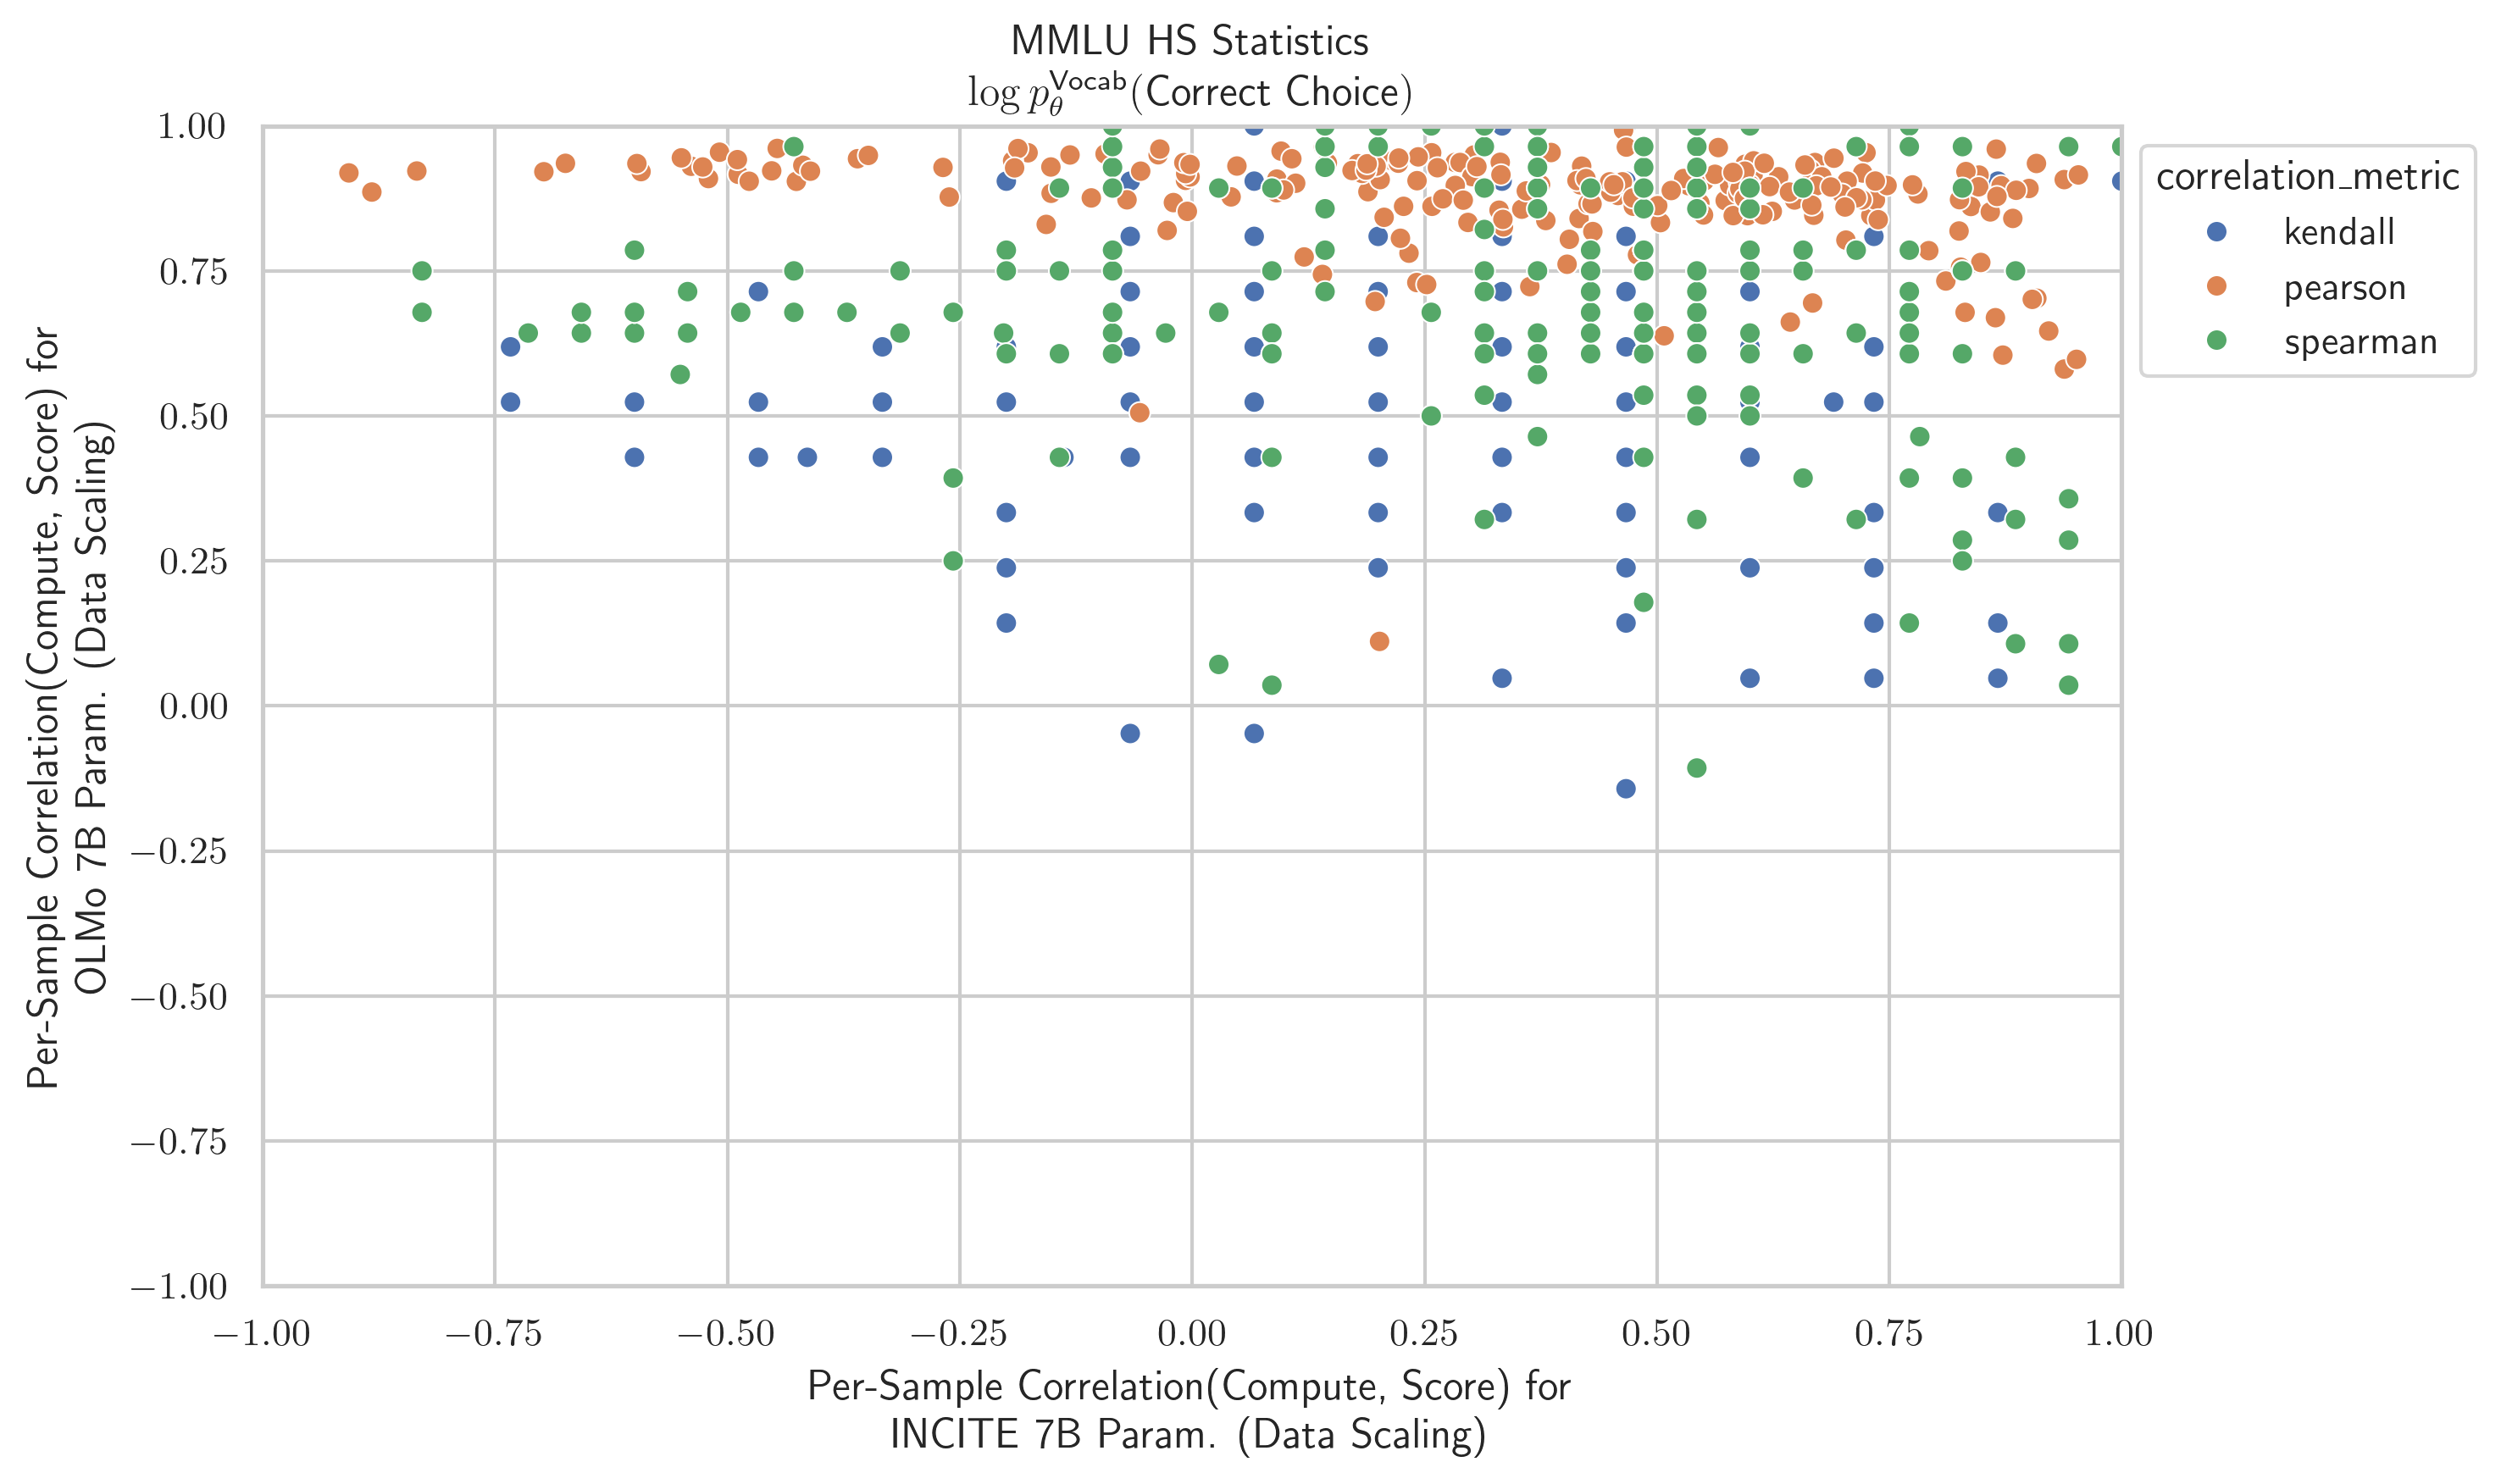 MMLU HS Statistics
log p_θ^Vocab(Correct Choice)
1.00
0.75
0.50
0.25
0.00
−0.25
−0.50
−0.75
−1.00
Per-Sample Correlation(Compute, Score) for
OLMo 7B Param. (Data Scaling)
−1.00 −0.75 −0.50 −0.25 0.00 0.25 0.50 0.75 1.00
Per-Sample Correlation(Compute, Score) for
INCITE 7B Param. (Data Scaling)
correlation_metric
kendall
pearson
spearman